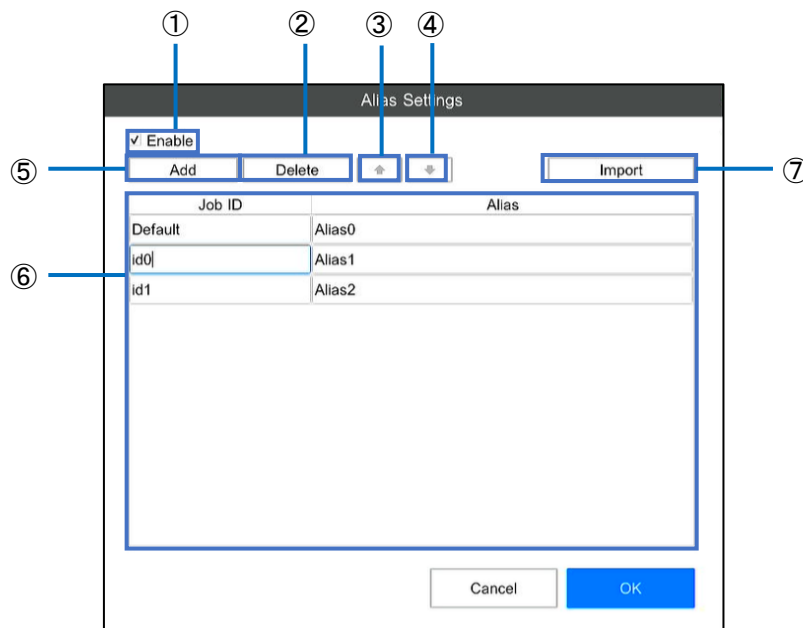 ① ② ③ ④
Alias Settings
Enable
⑤ Add Delete Import ⑦
Job ID Alias
Default Alias0
⑥ id0 Alias1
id1 Alias2
Cancel OK